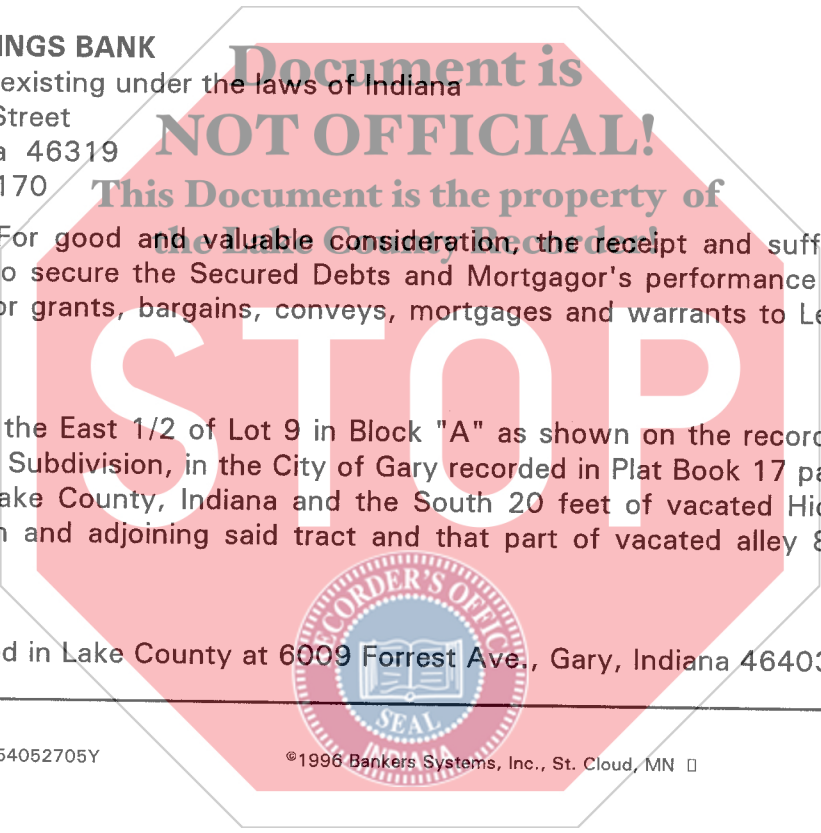 INGS BANK
existing under the laws of Indiana
Document is
Street
NOT OFFICIAL!
46319
170
This Document is the property of
the Lake County Recorder!
For good and valuable consideration, the receipt and suff
o secure the Secured Debts and Mortgagor's performance
or grants, bargains, conveys, mortgages and warrants to Le
STOP
the East 1/2 of Lot 9 in Block "A" as shown on the record
Subdivision, in the City of Gary recorded in Plat Book 17 pa
ake County, Indiana and the South 20 feet of vacated Hic
n and adjoining said tract and that part of vacated alley 8
RECORDER'S OFFICE
d in Lake County at 6009 Forrest Ave., Gary, Indiana 46403
SEAL
INDIANA
54052705Y
©1996 Bankers Systems, Inc., St. Cloud, MN